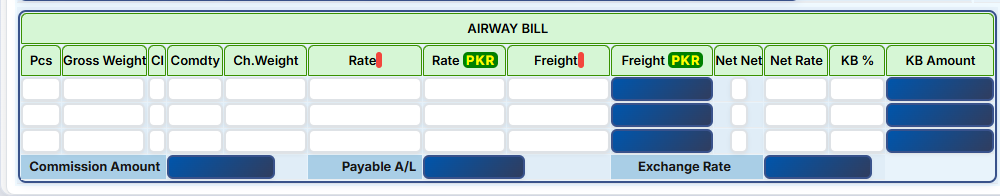 AIRWAY BILL
Pcs Gross Weight Cl Comdty Ch.Weight Rate Rate PKR Freight Freight PKR Net Net Net Rate KB % KB Amount
Commission Amount Payable A/L Exchange Rate